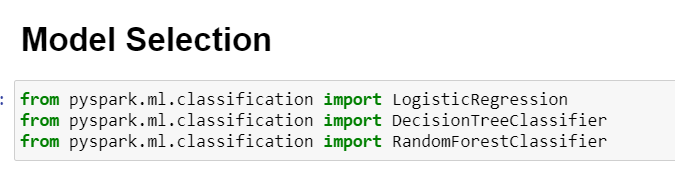 Model Selection
: from pyspark.ml.classification import LogisticRegression
from pyspark.ml.classification import DecisionTreeClassifier
from pyspark.ml.classification import RandomForestClassifier